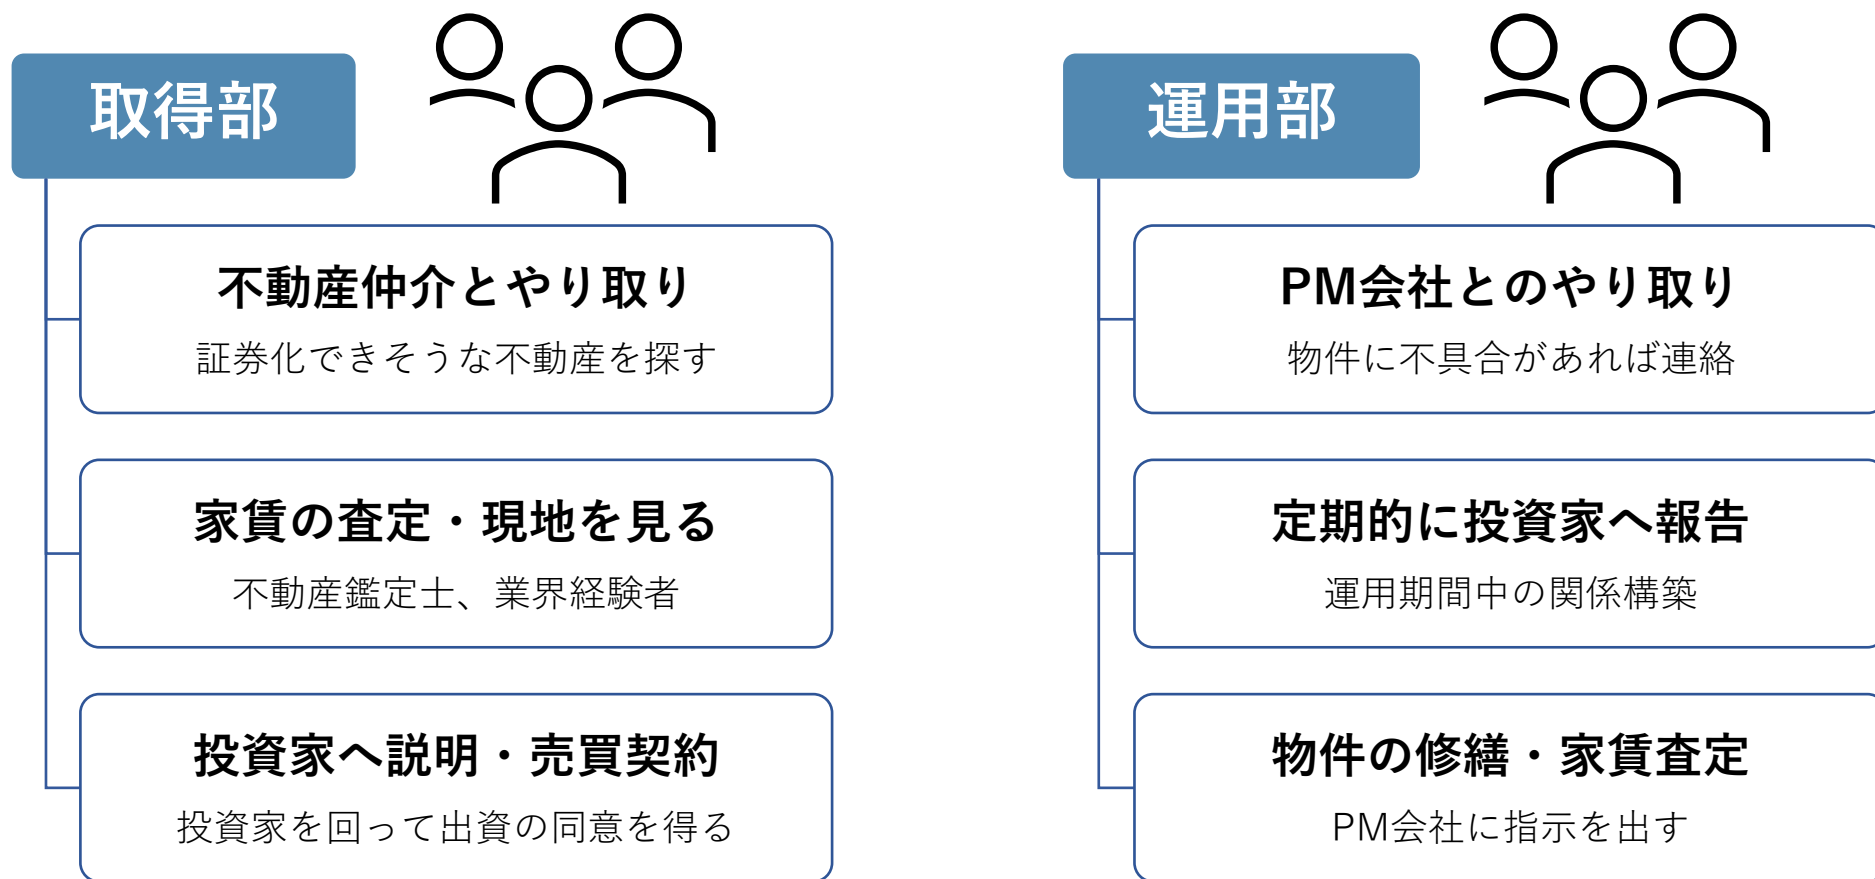 取得部
不動産仲介とやり取り
証券化できそうな不動産を探す
家賃の査定・現地を見る
不動産鑑定士、業界経験者
投資家へ説明・売買契約
投資家を回って出資の同意を得る
運用部
PM会社とのやり取り
物件に不具合があれば連絡
定期的に投資家へ報告
運用期間中の関係構築
物件の修繕・家賃査定
PM会社に指示を出す